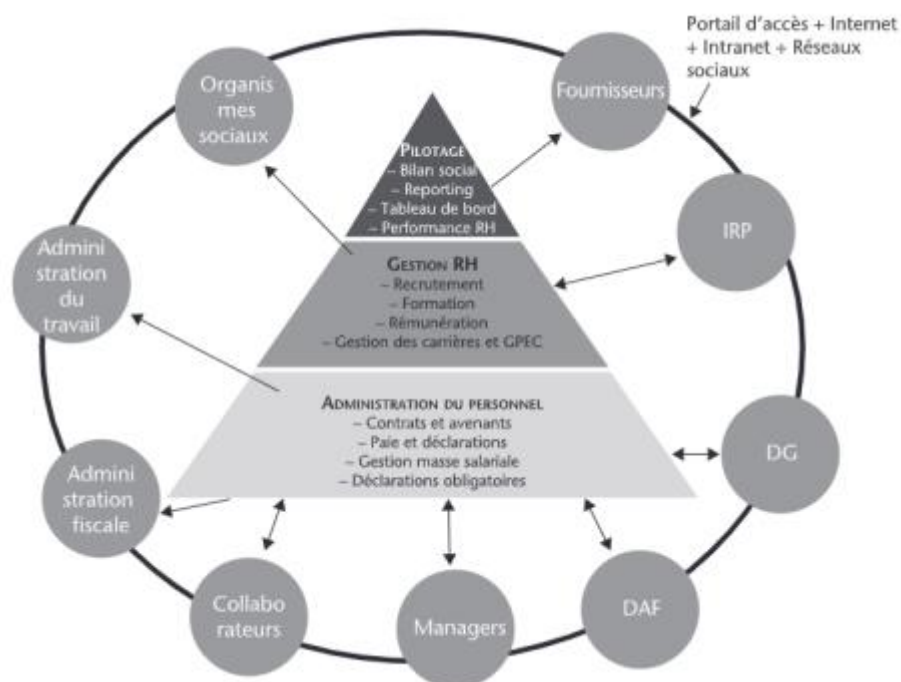 Portail d'accès + Internet
+ Intranet + Réseaux
sociaux
Organis
mes
sociaux
Fournisseurs
PILOTAGE
– Bilan social
– Reporting
– Tableau de bord
– Performance RH
IRP
GESTION RH
– Recrutement
– Formation
– Rémunération
– Gestion des carrières et GPEC
Admini
stration
du
travail
ADMINISTRATION DU PERSONNEL
– Contrats et avenants
– Paie et déclarations
– Gestion masse salariale
– Déclarations obligatoires
DG
Admini
stration
fiscale
Collabo
rateurs
Managers
DAF